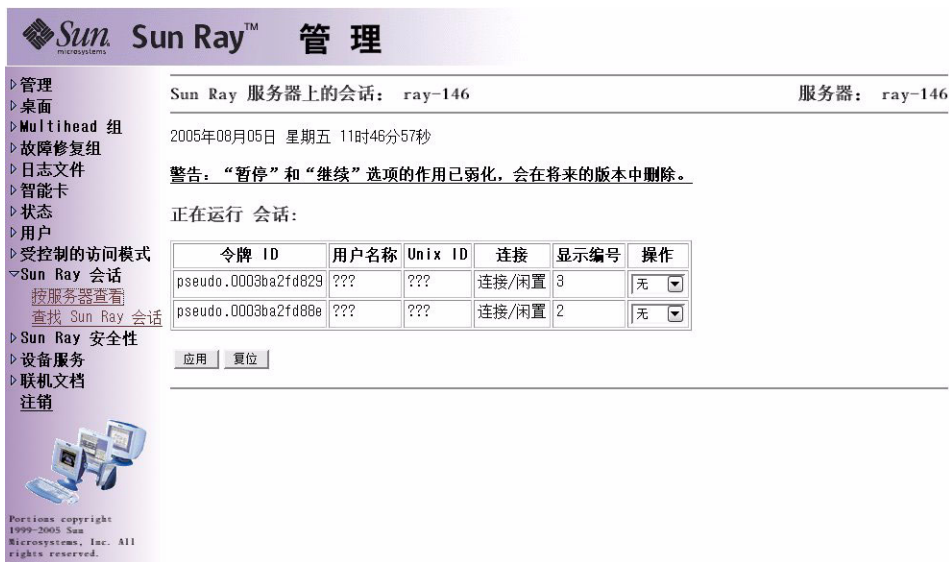 Sun microsystems Sun Ray™ 管 理
▷管理
▷桌面
▷Multihead 组
▷故障修复组
▷日志文件
▷智能卡
▷状态
▷用户
▷受控制的访问模式
▽Sun Ray 会话
按服务器查看
查找 Sun Ray 会话
▷Sun Ray 安全性
▷设备服务
▷联机文档
注销
Portions copyright
1999-2005 Sun
Microsystems, Inc. All
rights reserved.
Sun Ray 服务器上的会话: ray-146 服务器: ray-146
2005年08月05日 星期五 11时46分57秒
警告:“暂停”和“继续”选项的作用已弱化,会在将来的版本中删除。
正在运行 会话:
令牌 ID 用户名称 Unix ID 连接 显示编号 操作
pseudo.0003ba2fd829 ??? ??? 连接/闲置 3 无
pseudo.0003ba2fd88e ??? ??? 连接/闲置 2 无
应用 复位